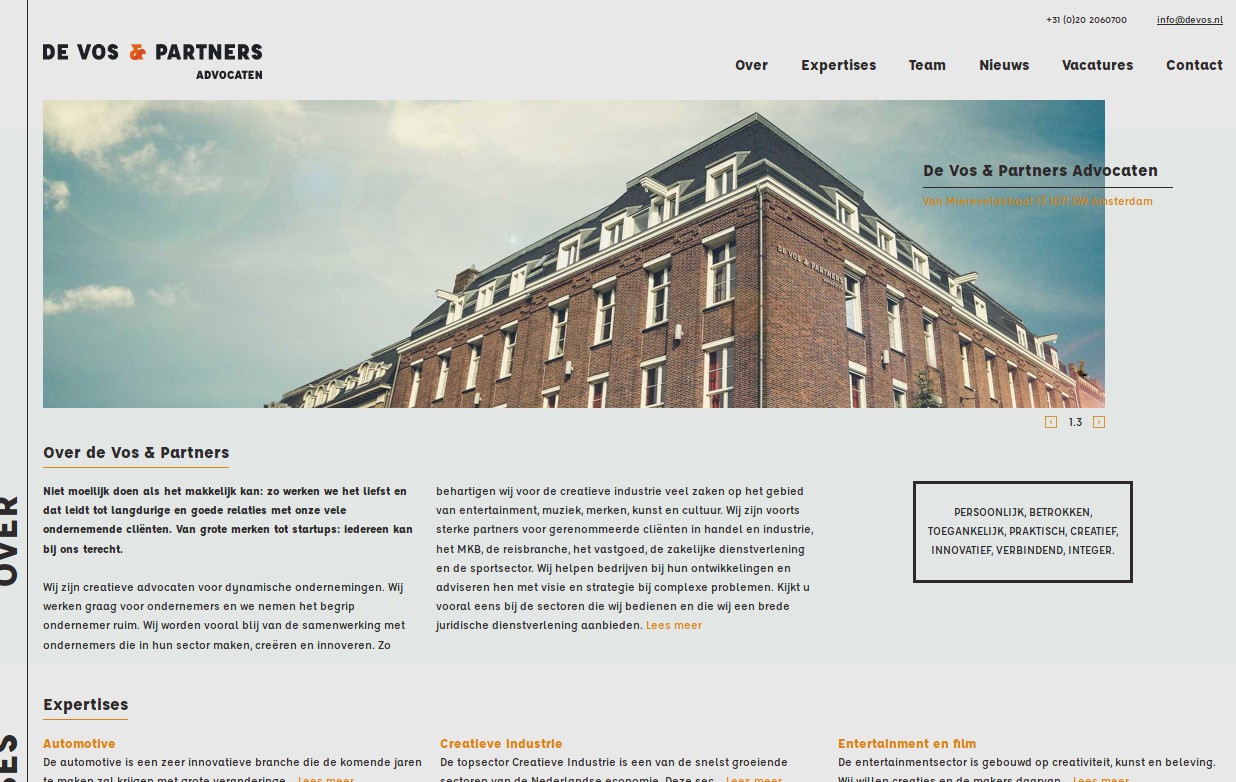 +31 (0)20 2060700 info@devos.nl
DE VOS & PARTNERS
ADVOCATEN
Over Expertises Team Nieuws Vacatures Contact
De Vos & Partners Advocaten
Van Miereveldstraat 13 1071 DW Amsterdam
DE VOS & PARTNERS
‹ 1.3 ›
Over de Vos & Partners
OVER
Niet moeilijk doen als het makkelijk kan: zo werken we het liefst en
dat leidt tot langdurige en goede relaties met onze vele
ondernemende cliënten. Van grote merken tot startups: iedereen kan
bij ons terecht.
Wij zijn creatieve advocaten voor dynamische ondernemingen. Wij
werken graag voor ondernemers en we nemen het begrip
ondernemer ruim. Wij worden vooral blij van de samenwerking met
ondernemers die in hun sector maken, creëren en innoveren. Zo
behartigen wij voor de creatieve industrie veel zaken op het gebied
van entertainment, muziek, merken, kunst en cultuur. Wij zijn voorts
sterke partners voor gerenommeerde cliënten in handel en industrie,
het MKB, de reisbranche, het vastgoed, de zakelijke dienstverlening
en de sportsector. Wij helpen bedrijven bij hun ontwikkelingen en
adviseren hen met visie en strategie bij complexe problemen. Kijkt u
vooral eens bij de sectoren die wij bedienen en die wij een brede
juridische dienstverlening aanbieden. Lees meer
PERSOONLIJK, BETROKKEN,
TOEGANKELIJK, PRAKTISCH, CREATIEF,
INNOVATIEF, VERBINDEND, INTEGER.
Expertises
Automotive
De automotive is een zeer innovatieve branche die de komende jaren
te maken zal krijgen met grote veranderinge... Lees meer
Creatieve industrie
De topsector Creatieve Industrie is een van de snelst groeiende
sectoren van de Nederlandse economie. Deze sec... Lees meer
Entertainment en film
De entertainmentsector is gebouwd op creativiteit, kunst en beleving.
Wij willen creaties en de makers daarvan... Lees meer